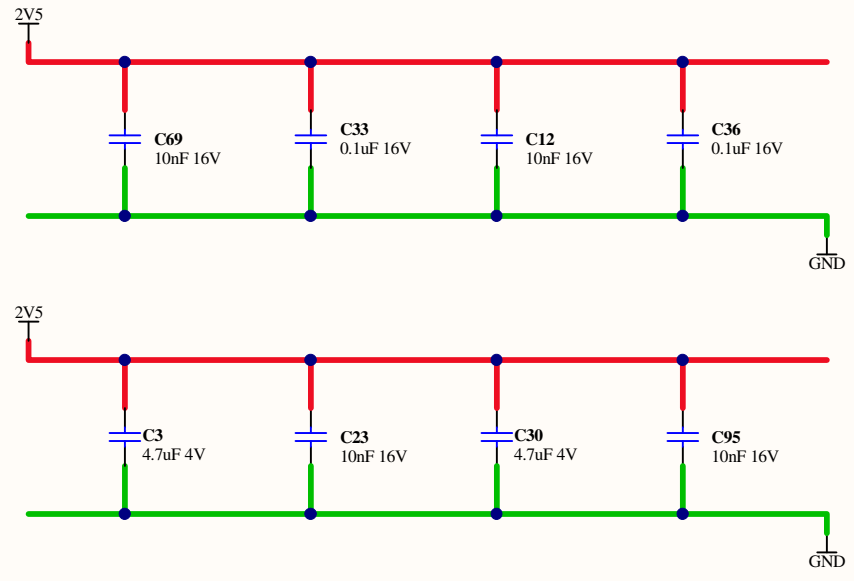 2V5
C69
10nF 16V
C33
0.1uF 16V
C12
10nF 16V
C36
0.1uF 16V
GND
2V5
C3
4.7uF 4V
C23
10nF 16V
C30
4.7uF 4V
C95
10nF 16V
GND